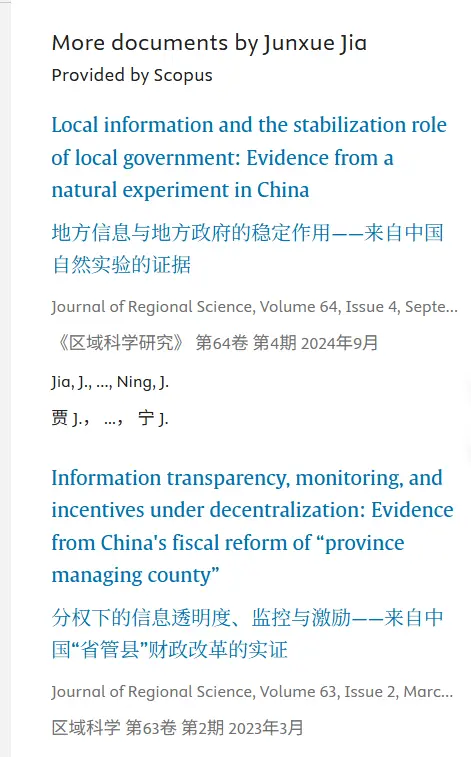 More documents by Junxue Jia
Provided by Scopus
Local information and the stabilization role
of local government: Evidence from a
natural experiment in China
地方信息与地方政府的稳定作用——来自中国
自然实验的证据
Journal of Regional Science, Volume 64, Issue 4, Septe...
《区域科学研究》 第64卷 第4期 2024年9月
Jia, J., ..., Ning, J.
贾 J.， ...， 宁 J.
Information transparency, monitoring, and
incentives under decentralization: Evidence
from China's fiscal reform of “province
managing county”
分权下的信息透明度、监控与激励——来自中
国“省管县”财政改革的实证
Journal of Regional Science, Volume 63, Issue 2, Marc...
区域科学 第63卷 第2期 2023年3月